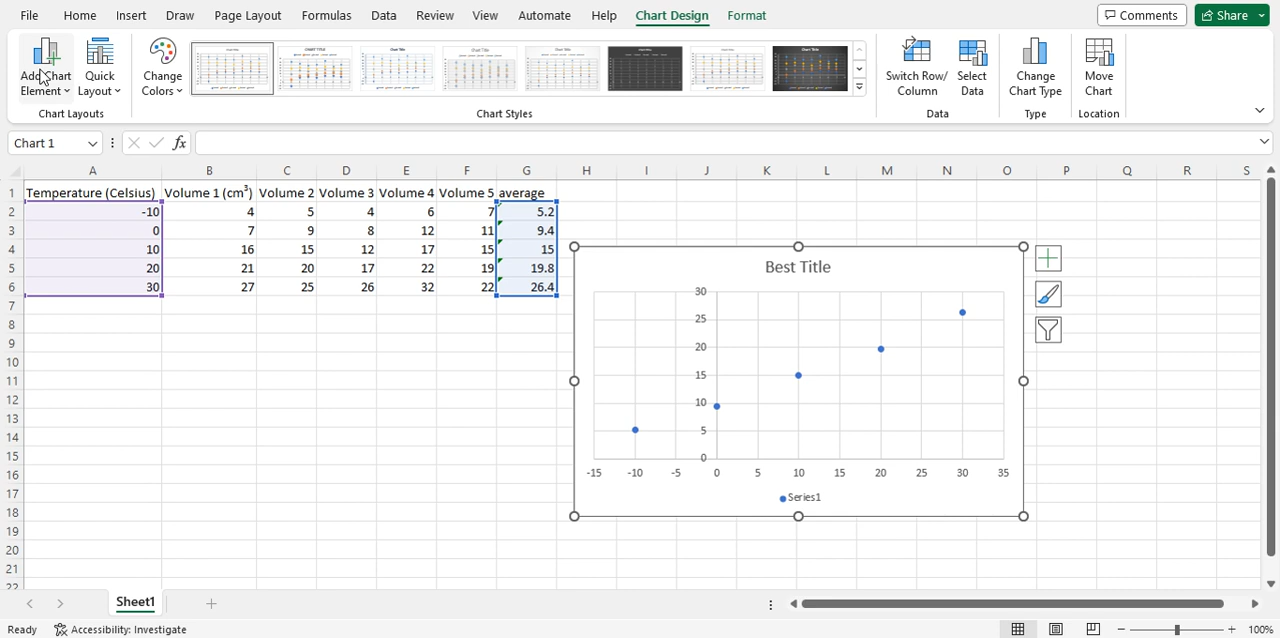 File Home Insert Draw Page Layout Formulas Data Review View Automate Help Chart Design Format Comments Share
Add Chart Element Quick Layout Change Colors Switch Row/ Column Select Data Change Chart Type Move Chart
Chart Layouts Chart Styles Data Type Location
Chart 1 fx
A B C D E F G H I J K L M N O P Q R S
1 Temperature (Celsius) Volume 1 (cm³) Volume 2 Volume 3 Volume 4 Volume 5 average
2 -10 4 5 4 6 7 5.2
3 0 7 9 8 12 11 9.4
4 10 16 15 12 17 15 15
5 20 21 20 17 22 19 19.8
6 30 27 25 26 32 22 26.4
7
8
9
10
11
12
13
14
15
16
17
18
19
20
21
22
Best Title
30
25
20
15
10
5
0
-15 -10 -5 0 5 10 15 20 25 30 35
Series1
Sheet1
Ready Accessibility: Investigate 100%